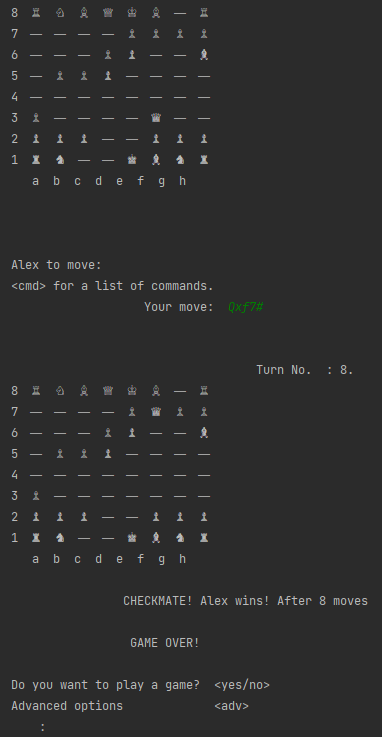 8 ♖ ♘ ♗ ♕ ♔ ♗ — ♖
7 — — — — ♙ ♙ ♙ ♙
6 — — — ♙ ♟ — — ♝
5 — ♙ ♙ ♟ — — — —
4 — — — — — — — —
3 ♙ — — — — ♛ — —
2 ♟ ♟ ♟ — — ♟ ♟ ♟
1 ♜ ♞ — — ♚ ♝ ♞ ♜
a b c d e f g h
Alex to move:
<cmd> for a list of commands.
Your move: Qxf7#
Turn No. : 8.
8 ♖ ♘ ♗ ♕ ♔ ♗ — ♖
7 — — — — ♙ ♛ ♙ ♙
6 — — — ♙ ♟ — — ♝
5 — ♙ ♙ ♟ — — — —
4 — — — — — — — —
3 ♙ — — — — — — —
2 ♟ ♟ ♟ — — ♟ ♟ ♟
1 ♜ ♞ — — ♚ ♝ ♞ ♜
a b c d e f g h
CHECKMATE! Alex wins! After 8 moves
GAME OVER!
Do you want to play a game? <yes/no>
Advanced options <adv>
: